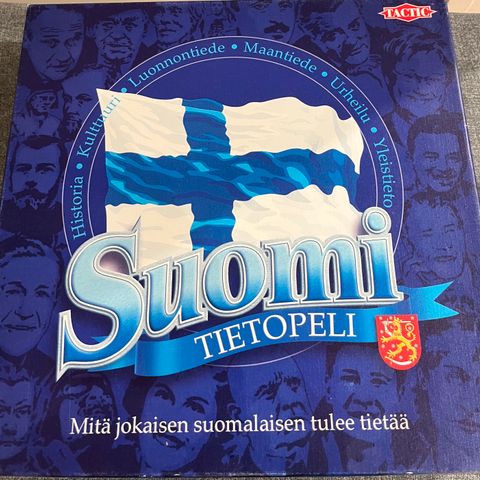 TACTIC
Historia • Kulttuuri • Luonnontiede • Maantiede • Urheilu • Yleistieto
Suomi
TIETOPELI
Mitä jokaisen suomalaisen tulee tietää